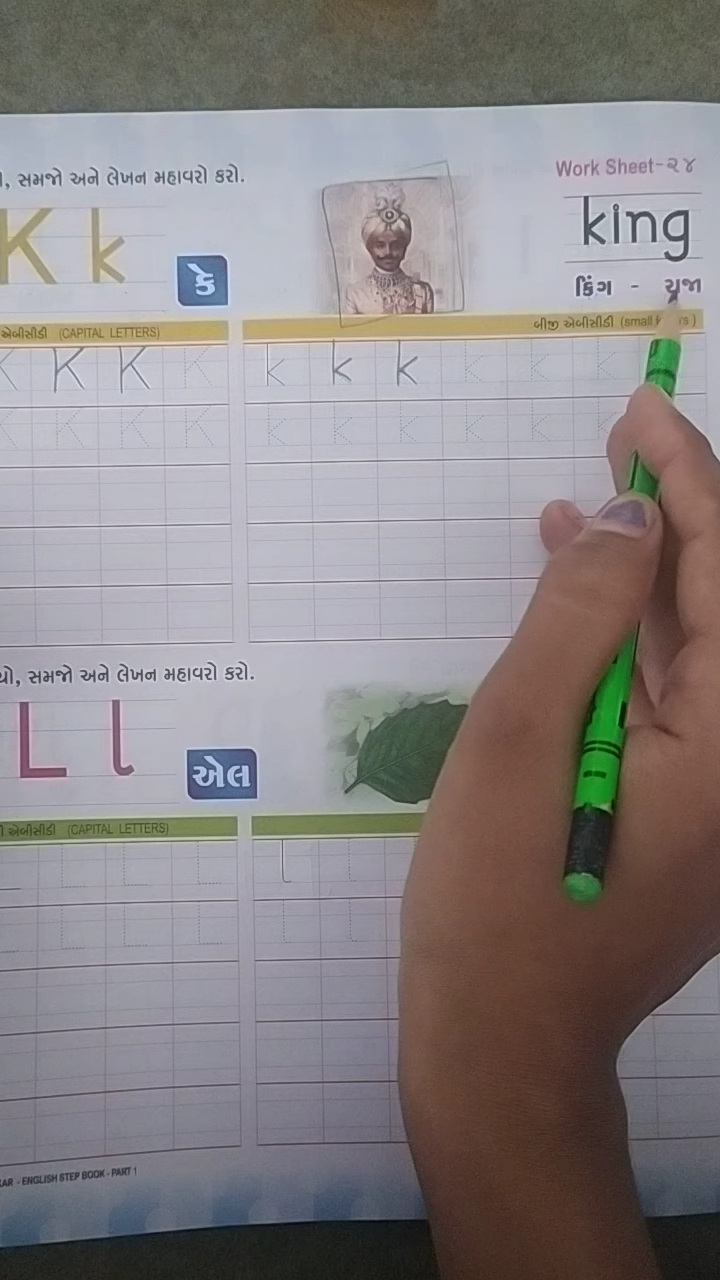 , સમજો અને લેખન મહાવરો કરો.
Work Sheet-૨૪
K k
કે
king
કિંગ - રાજા
એબીસીડી (CAPITAL LETTERS)
બીજી એબીસીડી (small
K K K K k k k k k k
K K K K k k k k k k
, સમજો અને લેખન મહાવરો કરો.
L l
એલ
એબીસીડી (CAPITAL LETTERS)
L L L L l l
L L L L l l
- ENGLISH STEP BOOK - PART 1